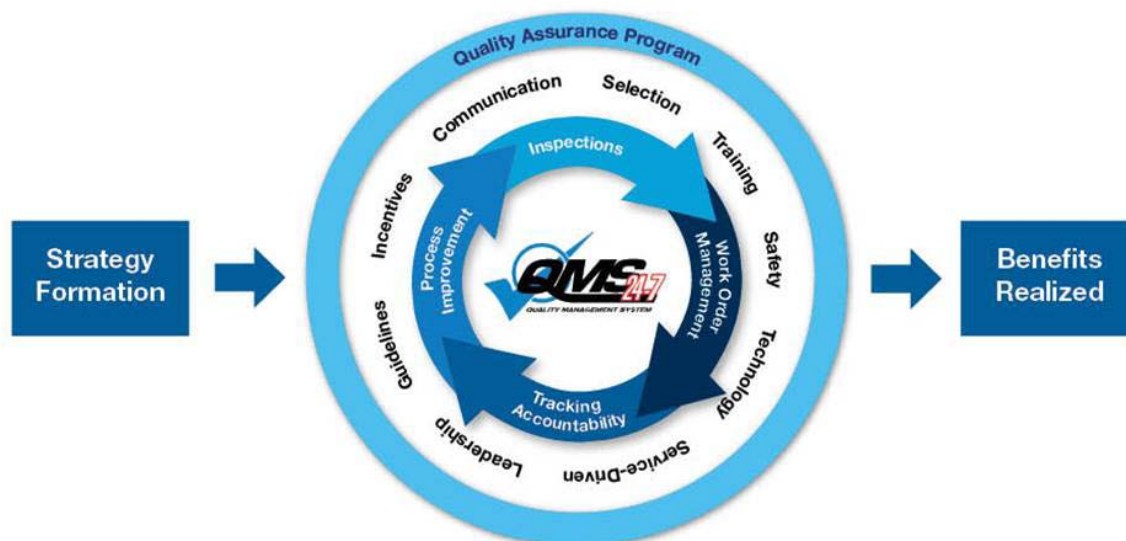 Quality Assurance Program
Communication
Selection
Training
Safety
Technology
Service-Driven
Leadership
Guidelines
Incentives
Inspections
Work Order
Management
Tracking
Accountability
Process
Improvement
QMS
24-7
QUALITY MANAGEMENT SYSTEM
Strategy
Formation
Benefits
Realized